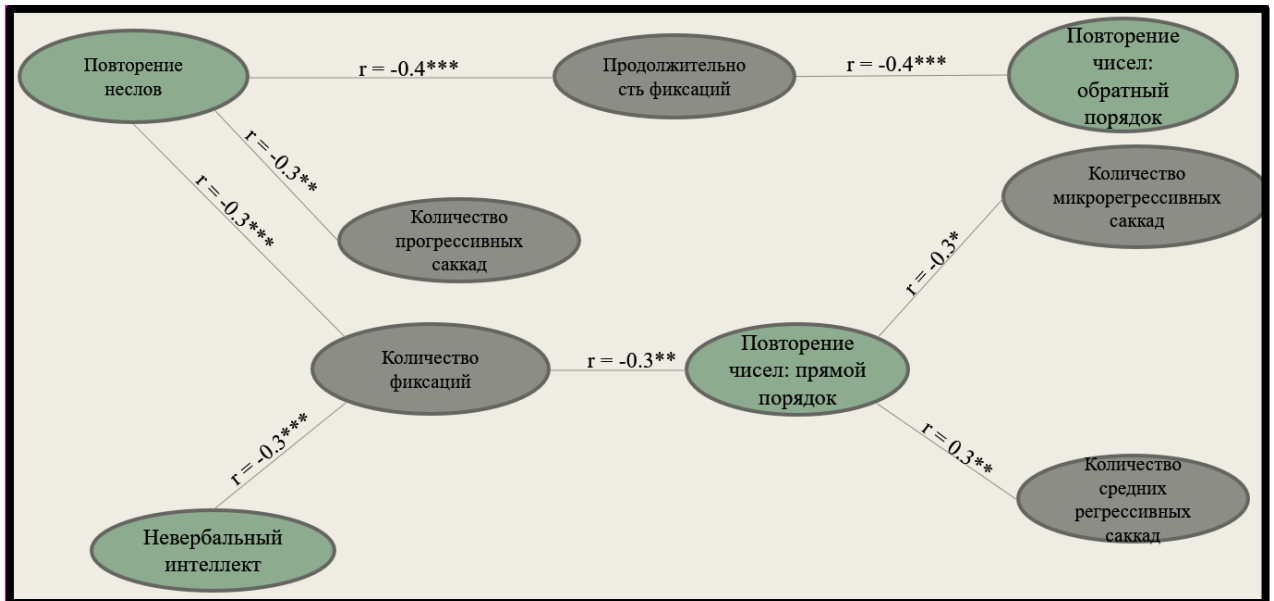 Повторение
неслов
r = -0.4***
Продолжительно
сть фиксаций
r = -0.4***
Повторение
чисел:
обратный
порядок
r = -0.3**
r = -0.3***
Количество
прогрессивных
саккад
Количество
микрорегрессивных
саккад
r = -0.3*
Количество
фиксаций
r = -0.3**
Повторение
чисел: прямой
порядок
r = -0.3***
r = 0.3**
Количество
средних
регрессивных
саккад
Невербальный
интеллект